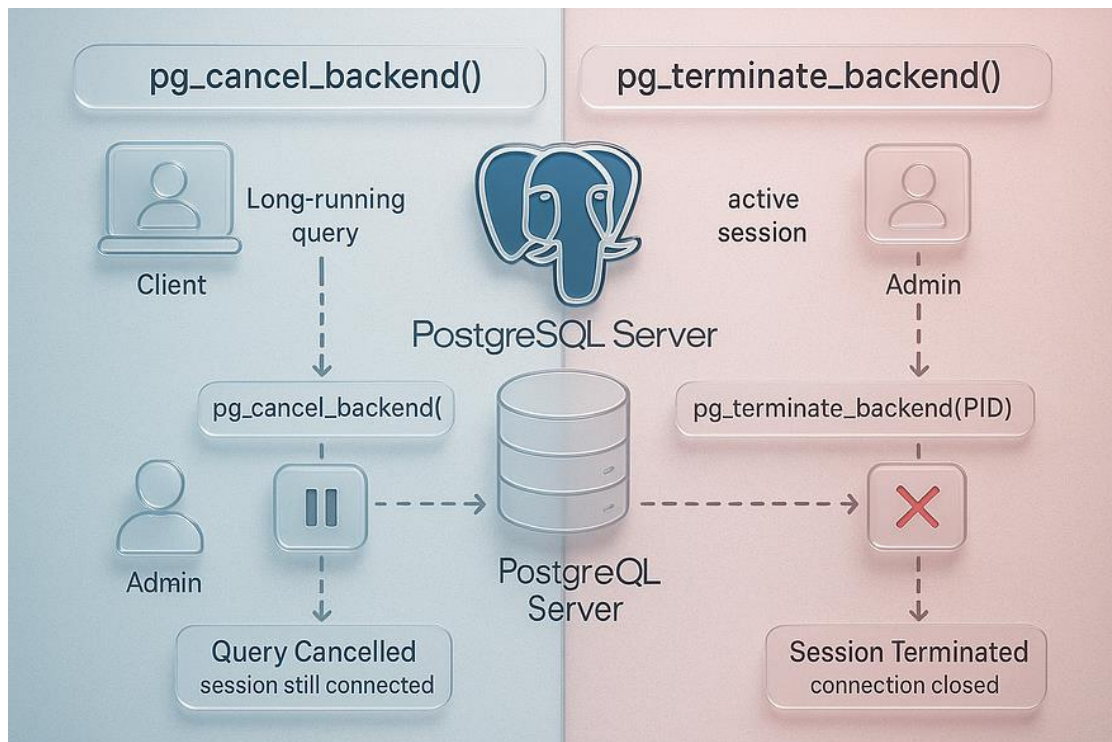 pg_cancel_backend()
pg_terminate_backend()
Long-running
query
Client
active
session
Admin
PostgreSQL Server
pg_cancel_backend(
pg_terminate_backend(PID)
Admin
PostgreQL
Server
Query Cancelled
session still connected
Session Terminated
connection closed